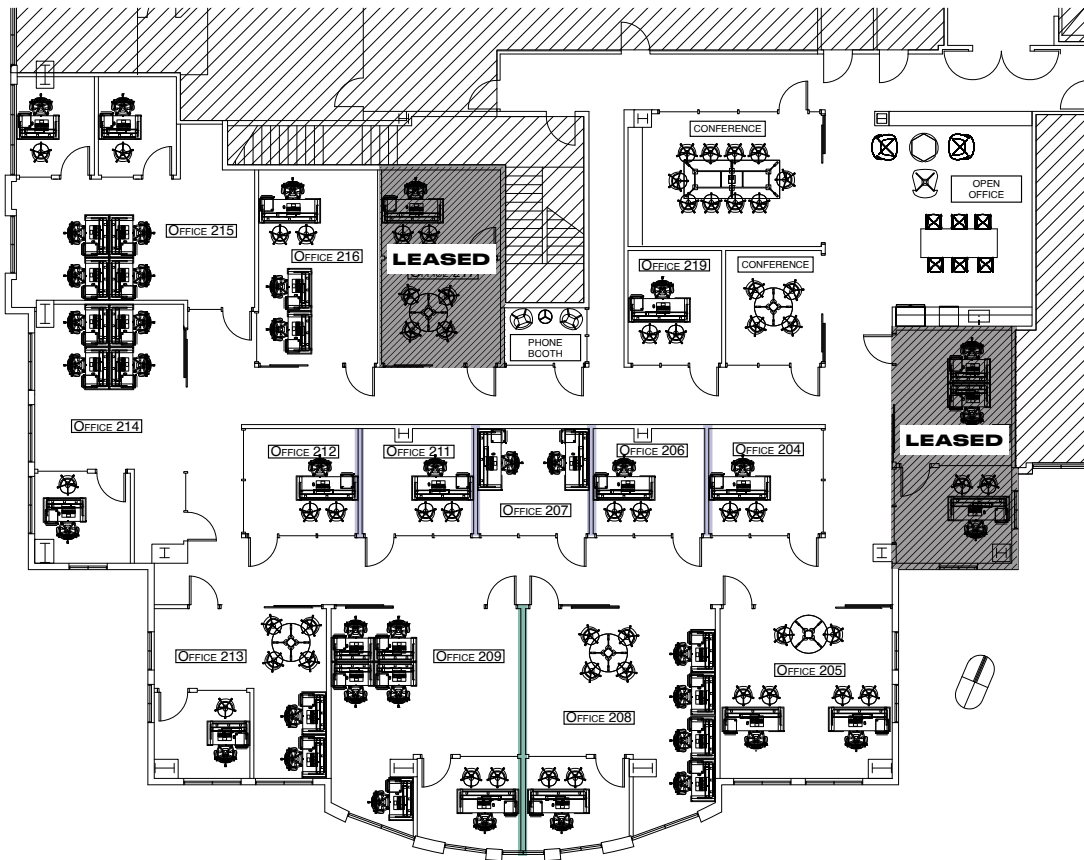 CONFERENCE
OPEN
OFFICE
OFFICE 215
OFFICE 216
LEASED
OFFICE 219
CONFERENCE
PHONE
BOOTH
OFFICE 214
LEASED
OFFICE 212
OFFICE 211
OFFICE 206
OFFICE 204
OFFICE 207
OFFICE 213
OFFICE 209
OFFICE 205
OFFICE 208